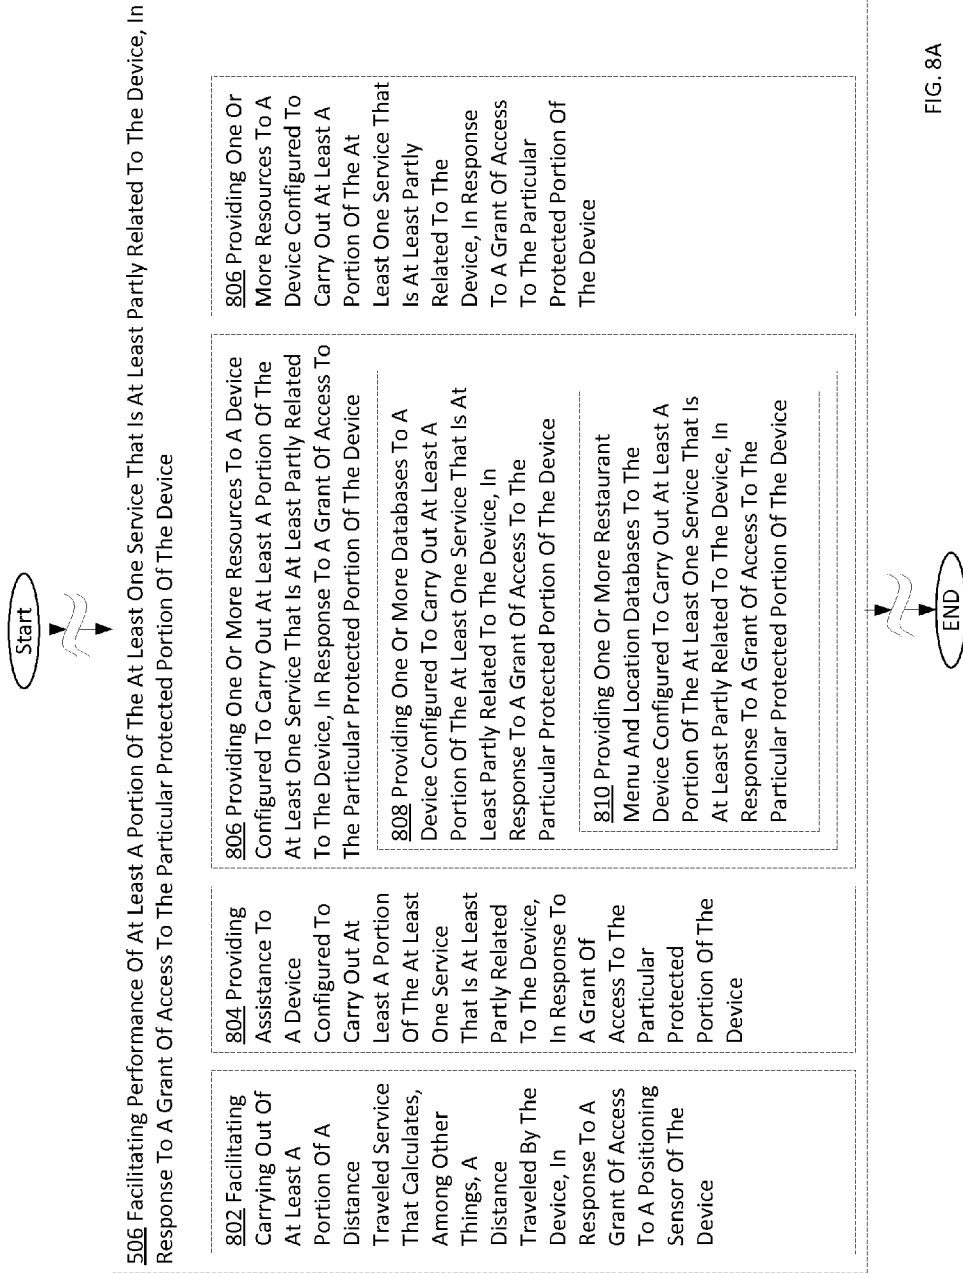 Start
506 Facilitating Performance Of At Least A Portion Of The At Least One Service That Is At Least Partly Related To The Device, In
Response To A Grant Of Access To The Particular Protected Portion Of The Device
802 Facilitating
Carrying Out Of
At Least A
Portion Of A
Distance
Traveled Service
That Calculates,
Among Other
Things, A
Distance
Traveled By The
Device, In
Response To A
Grant Of Access
To A Positioning
Sensor Of The
Device
804 Providing
Assistance To
A Device
Configured To
Carry Out At
Least A Portion
Of The At Least
One Service
That Is At Least
Partly Related
To The Device,
In Response To
A Grant Of
Access To The
Particular
Protected
Portion Of The
Device
806 Providing One Or More Resources To A Device
Configured To Carry Out At Least A Portion Of The
At Least One Service That Is At Least Partly Related
To The Device, In Response To A Grant Of Access To
The Particular Protected Portion Of The Device
808 Providing One Or More Databases To A
Device Configured To Carry Out At Least A
Portion Of The At Least One Service That Is At
Least Partly Related To The Device, In
Response To A Grant Of Access To The
Particular Protected Portion Of The Device
810 Providing One Or More Restaurant
Menu And Location Databases To The
Device Configured To Carry Out At Least A
Portion Of The At Least One Service That Is
At Least Partly Related To The Device, In
Response To A Grant Of Access To The
Particular Protected Portion Of The Device
806 Providing One Or
More Resources To A
Device Configured To
Carry Out At Least A
Portion Of The At
Least One Service That
Is At Least Partly
Related To The
Device, In Response
To A Grant Of Access
To The Particular
Protected Portion Of
The Device
END
FIG. 8A